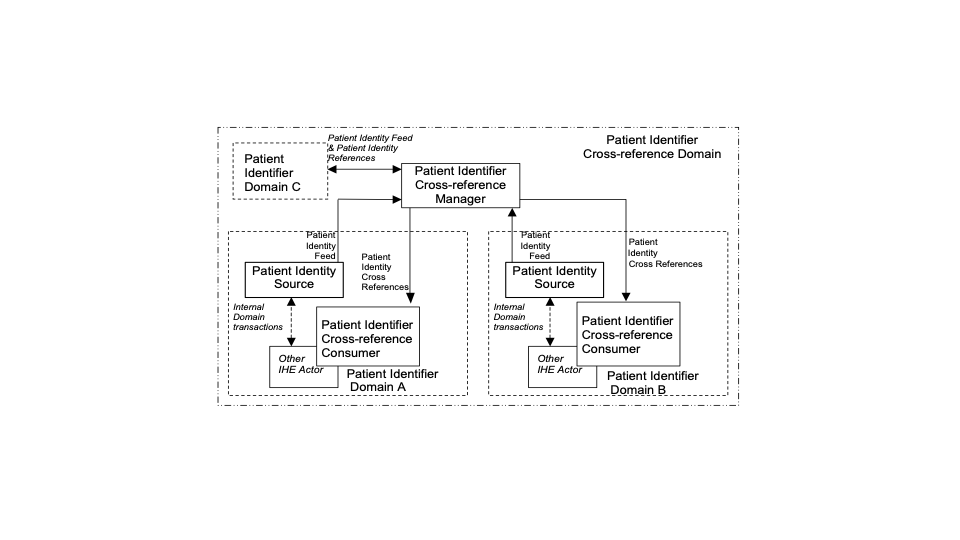 Patient Identity Feed
& Patient Identity
References
Patient Identifier
Cross-reference Domain
Patient
Identifier
Domain C
Patient Identifier
Cross-reference
Manager
Patient
Identity
Feed
Patient
Identity
Cross
References
Patient Identity
Source
Internal
Domain
transactions
Patient Identifier
Cross-reference
Consumer
Other
IHE Actor
Patient Identifier
Domain A
Patient
Identity
Feed
Patient
Identity
Cross References
Patient Identity
Source
Internal
Domain
transactions
Patient Identifier
Cross-reference
Consumer
Other
IHE Actor
Patient Identifier
Domain B